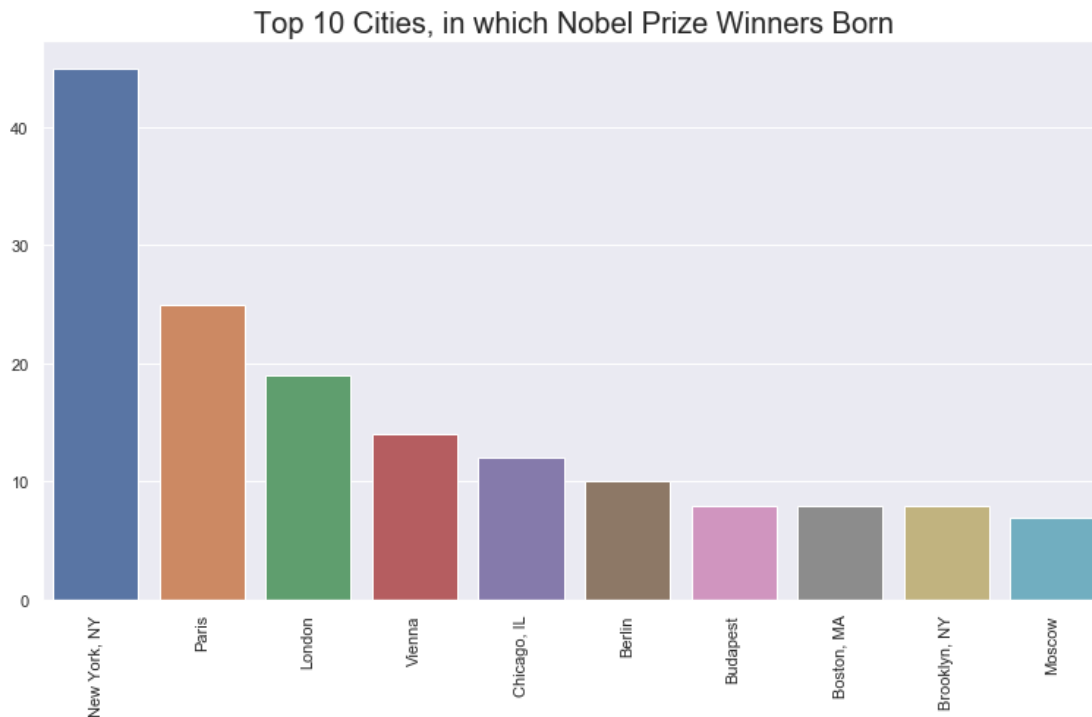 Top 10 Cities, in which Nobel Prize Winners Born
40
30
20
10
0
New York, NY
Paris
London
Vienna
Chicago, IL
Berlin
Budapest
Boston, MA
Brooklyn, NY
Moscow